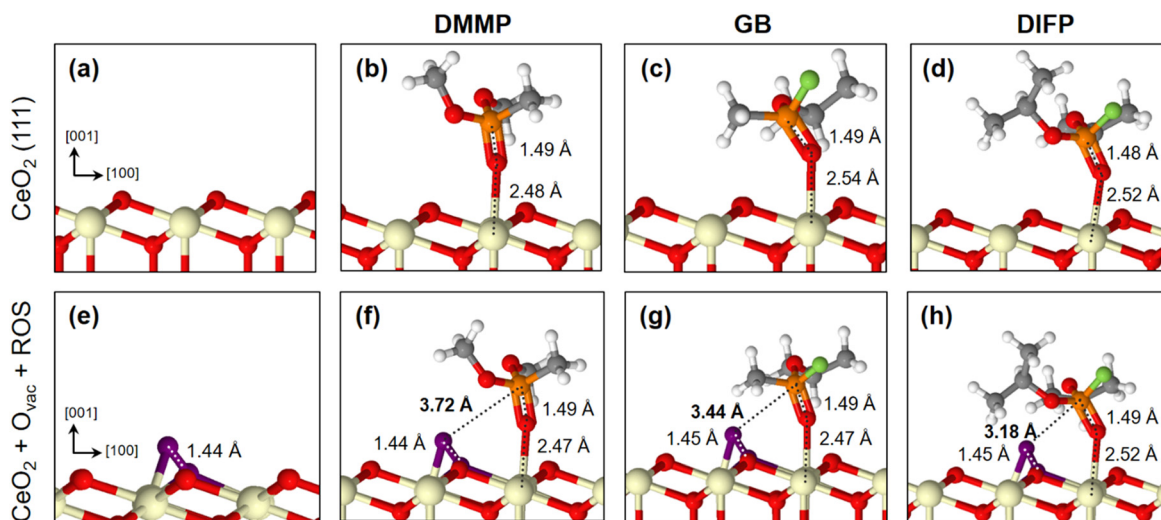 DMMP
GB
DIFP
CeO2 (111)
(a)
[001]
[100]
(b)
1.49 Å
2.48 Å
(c)
1.49 Å
2.54 Å
(d)
1.48 Å
2.52 Å
CeO2 + Ovac + ROS
(e)
[001]
[100]
1.44 Å
(f)
3.72 Å
1.49 Å
1.44 Å
2.47 Å
(g)
3.44 Å
1.49 Å
1.45 Å
2.47 Å
(h)
1.49 Å
3.18 Å
1.45 Å
2.52 Å